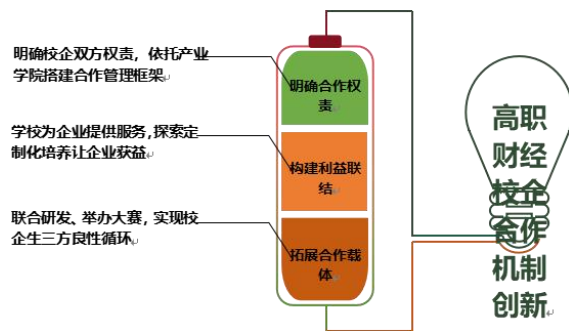 明确校企双方权责，依托产业
学院搭建合作管理框架
明确合作权
责
学校为企业提供服务，探索定
制化培养让企业获益
构建利益联
结
联合研发、举办大赛，实现校
企生三方良性循环
拓展合作载
体
高职
财经
校企
合作
机制
创新